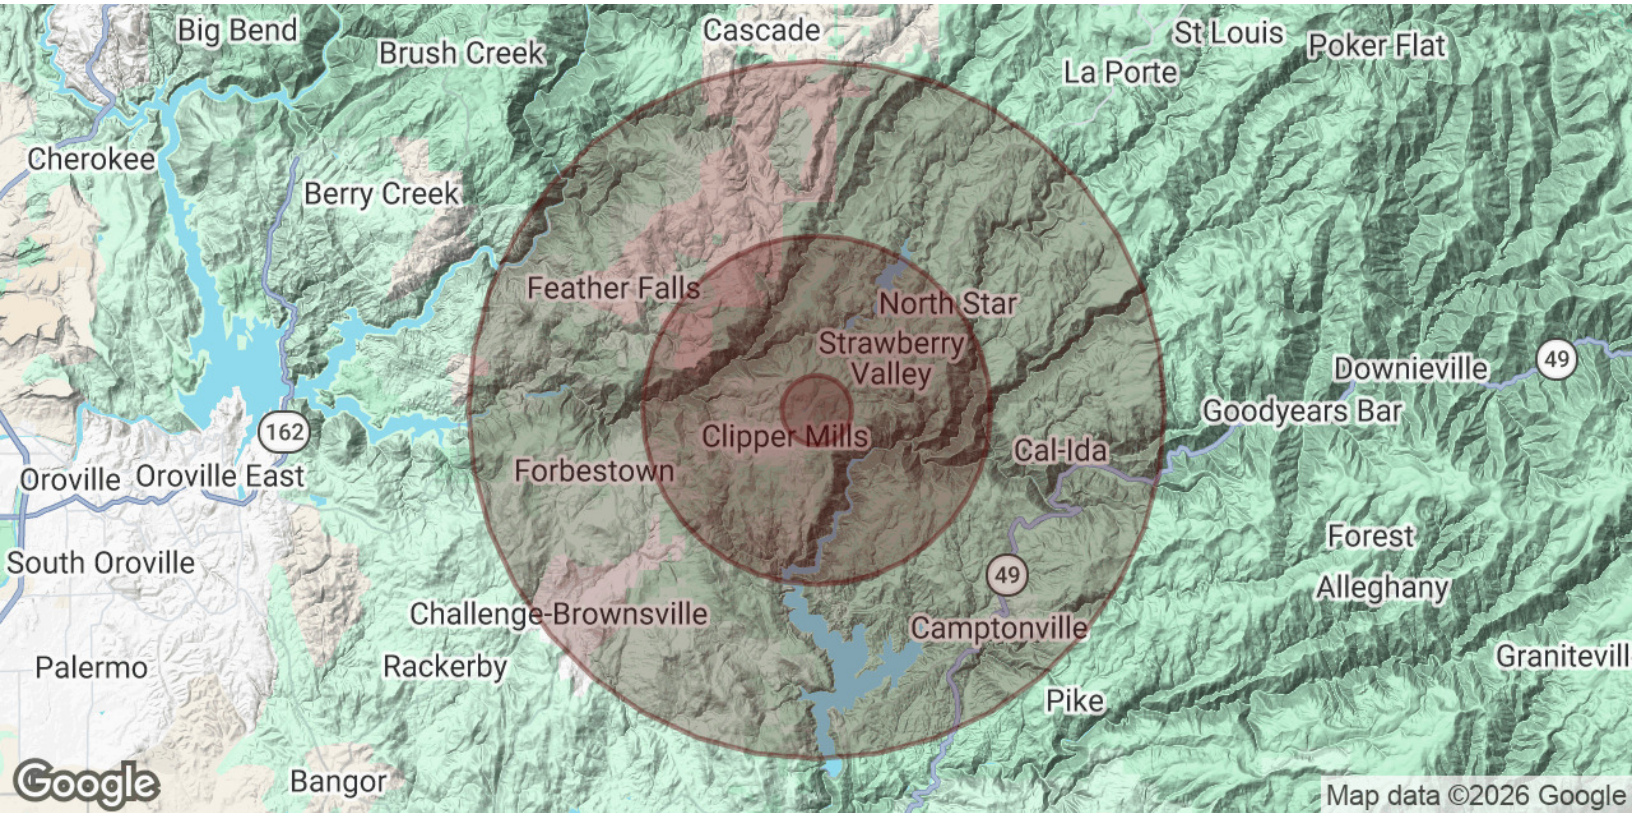 Big Bend
Cascade
St Louis
Brush Creek
Poker Flat
La Porte
Cherokee
Berry Creek
Feather Falls
North Star
Strawberry
Valley
49
Downieville
Goodyears Bar
162
Clipper Mills
Cal-Ida
Oroville
Oroville East
Forbestown
South Oroville
Forest
49
Alleghany
Challenge-Brownsville
Camptonville
Palermo
Rackerby
Granitevill
Pike
Google
Bangor
Map data ©2026 Google